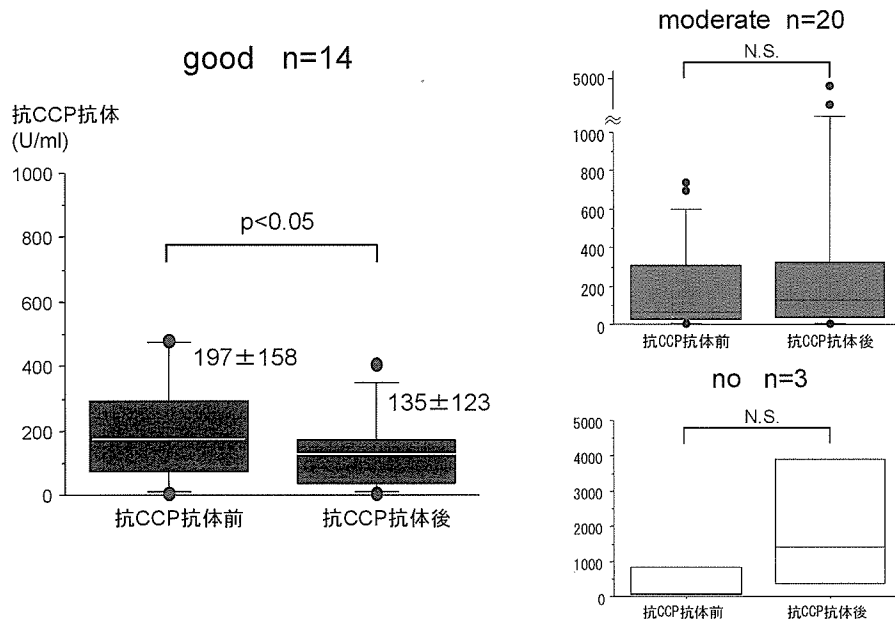 good n=14
抗CCP抗体
(U/ml)
1000
800
600
400
200
0
p<0.05
197±158
135±123
抗CCP抗体前
抗CCP抗体後
moderate n=20
N.S.
5000
1000
800
600
400
200
0
抗CCP抗体前
抗CCP抗体後
no n=3
N.S.
5000
4000
3000
2000
1000
0
抗CCP抗体前
抗CCP抗体後